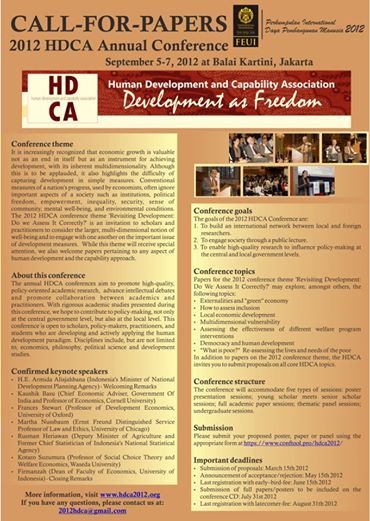 CALL-FOR-PAPERS
2012 HDCA Annual Conference
FEUI
Perhimpunan International
Daya Pembangunan Manusia 2012
September 5-7, 2012 at Balai Kartini, Jakarta
HD
CA
human development and capability association
Human Development and Capability Association
Development as Freedom
Conference theme
It is increasingly recognized that economic growth is valuable
not as an end in itself but as an instrument for achieving
development, with its inherent multidimensionality. Although
this is to be applauded, it also highlights the difficulty of
capturing development in simple measures. Conventional
measures of a nation's progress, used by economists, often ignore
important aspects of a society such as institutions, political
freedom, empowerment, inequality, security, sense of
community, mental well-being, and environmental conditions.
The 2012 HDCA conference theme 'Revisiting Development:
Do we Assess It Correctly?' is an invitation to scholars and
practitioners to consider the larger, multi-dimensional notion of
well-being and to engage with one another on the important issue
of development measures. While this theme will receive special
attention, we also welcome papers pertaining to any aspect of
human development and the capability approach.
About this conference
The annual HDCA conferences aim to promote high-quality,
policy-oriented academic research, advance intellectual debates
and promote collaboration between academics and
practitioners. With rigorous academic studies presented during
this conference, we hope to contribute to policy-making, not only
at the central government level, but also at the local level. This
conference is open to scholars, policy-makers, practitioners, and
students who are developing and actively applying the human
development paradigm. Disciplines include, but are not limited
to, economics, philosophy, political science and development
studies.
Confirmed keynote speakers
• H.E. Armida Alisjahbana (Indonesia's Minister of National
Development Planning Agency)- Welcoming Remarks
• Kaushik Basu (Chief Economic Adviser, Government Of
India and Professor of Economics, Cornell University)
• Frances Stewart (Professor of Development Economics,
University of Oxford)
• Martha Nussbaum (Ernst Freund Distinguished Service
Professor of Law and Ethics, University of Chicago)
• Rusman Heriawan (Deputy Minister of Agriculture and
Former Chief Statistician of Indonesia's National Statistical
Agency)
• Kotaro Suzumura (Professor of Social Choice Theory and
Welfare Economics, Waseda University)
• Firmanzah (Dean of Faculty of Economics, University of
Indonesia)- Closing Remarks
More information, visit www.hdca2012.org
If you have any questions, please contact us at:
2012hdca@gmail.com
Conference goals
The goals of the 2012 HDCA Conference are:
1. To build an international network between local and foreign
researchers.
2. To engage society through a public lecture.
3. To enable high-quality research to influence policy-making at
the central and local government levels.
Conference topics
Papers for the 2012 conference theme 'Revisiting Development:
Do We Assess It Correctly?' may explore, amongst others, the
following topics:
• Externalities and "green" economy
• How to assess inclusion
• Local economic development
• Multidimensional vulnerability
• Assessing the effectiveness of different welfare program
interventions
• Democracy and human development
• "What is poor?" Re-assessing the lives and needs of the poor
In addition to papers on the 2012 conference theme, the HDCA
invites you to submit proposals on all core HDCA topics.
Conference structure
The conference will accommodate five types of sessions: poster
presentation sessions; young scholar meets senior scholar
sessions; full academic paper sessions; thematic panel sessions;
undergraduate sessions.
Submission
Please submit your proposed poster, paper or panel using the
appropriate form at https://www.conftool.pro/hdca2012/
Important deadlines
• Submission of proposals: March 15th 2012
• Announcement of acceptance/rejection: May 15th 2012
• Last registration with early-bird-fee: June 15th 2012
• Submission of full papers/posters to be included on the
conference CD: July 31st 2012
• Last registration with latecomer-fee: August 31th 2012